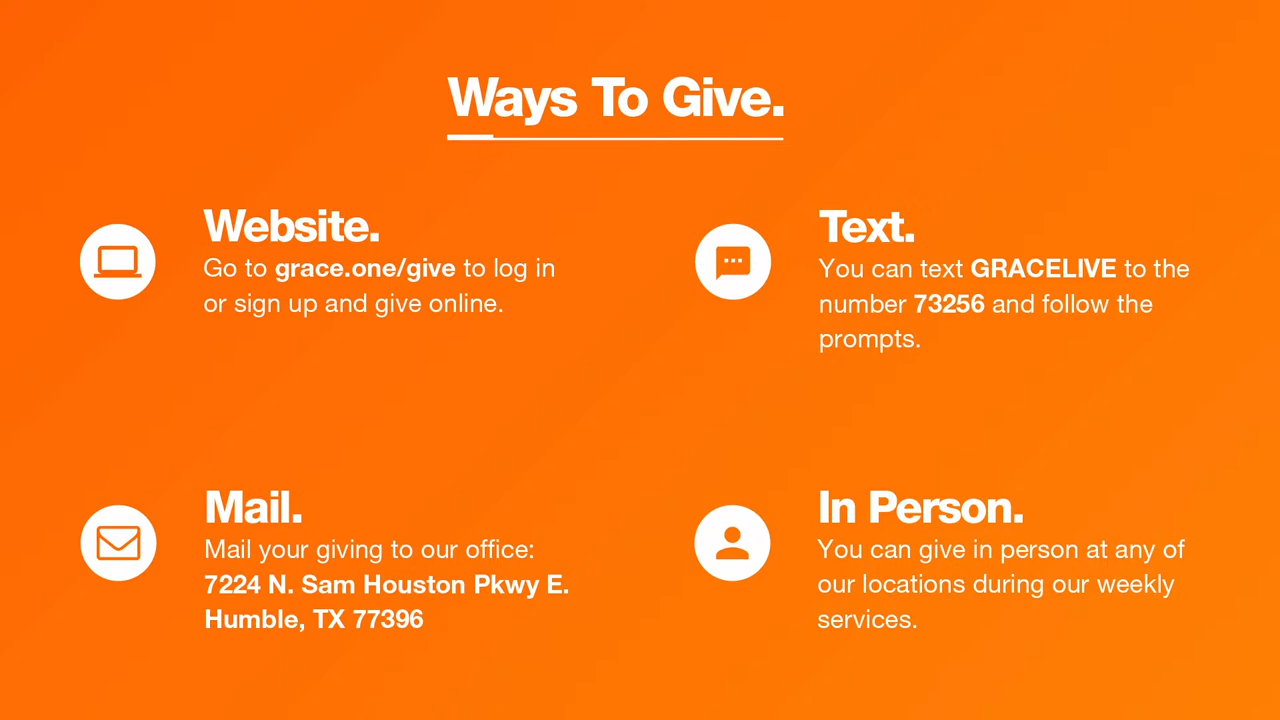 Ways To Give.
Website.
Go to grace.one/give to log in
or sign up and give online.
Text.
You can text GRACELIVE to the
number 73256 and follow the
prompts.
Mail.
Mail your giving to our office:
7224 N. Sam Houston Pkwy E.
Humble, TX 77396
In Person.
You can give in person at any of
our locations during our weekly
services.